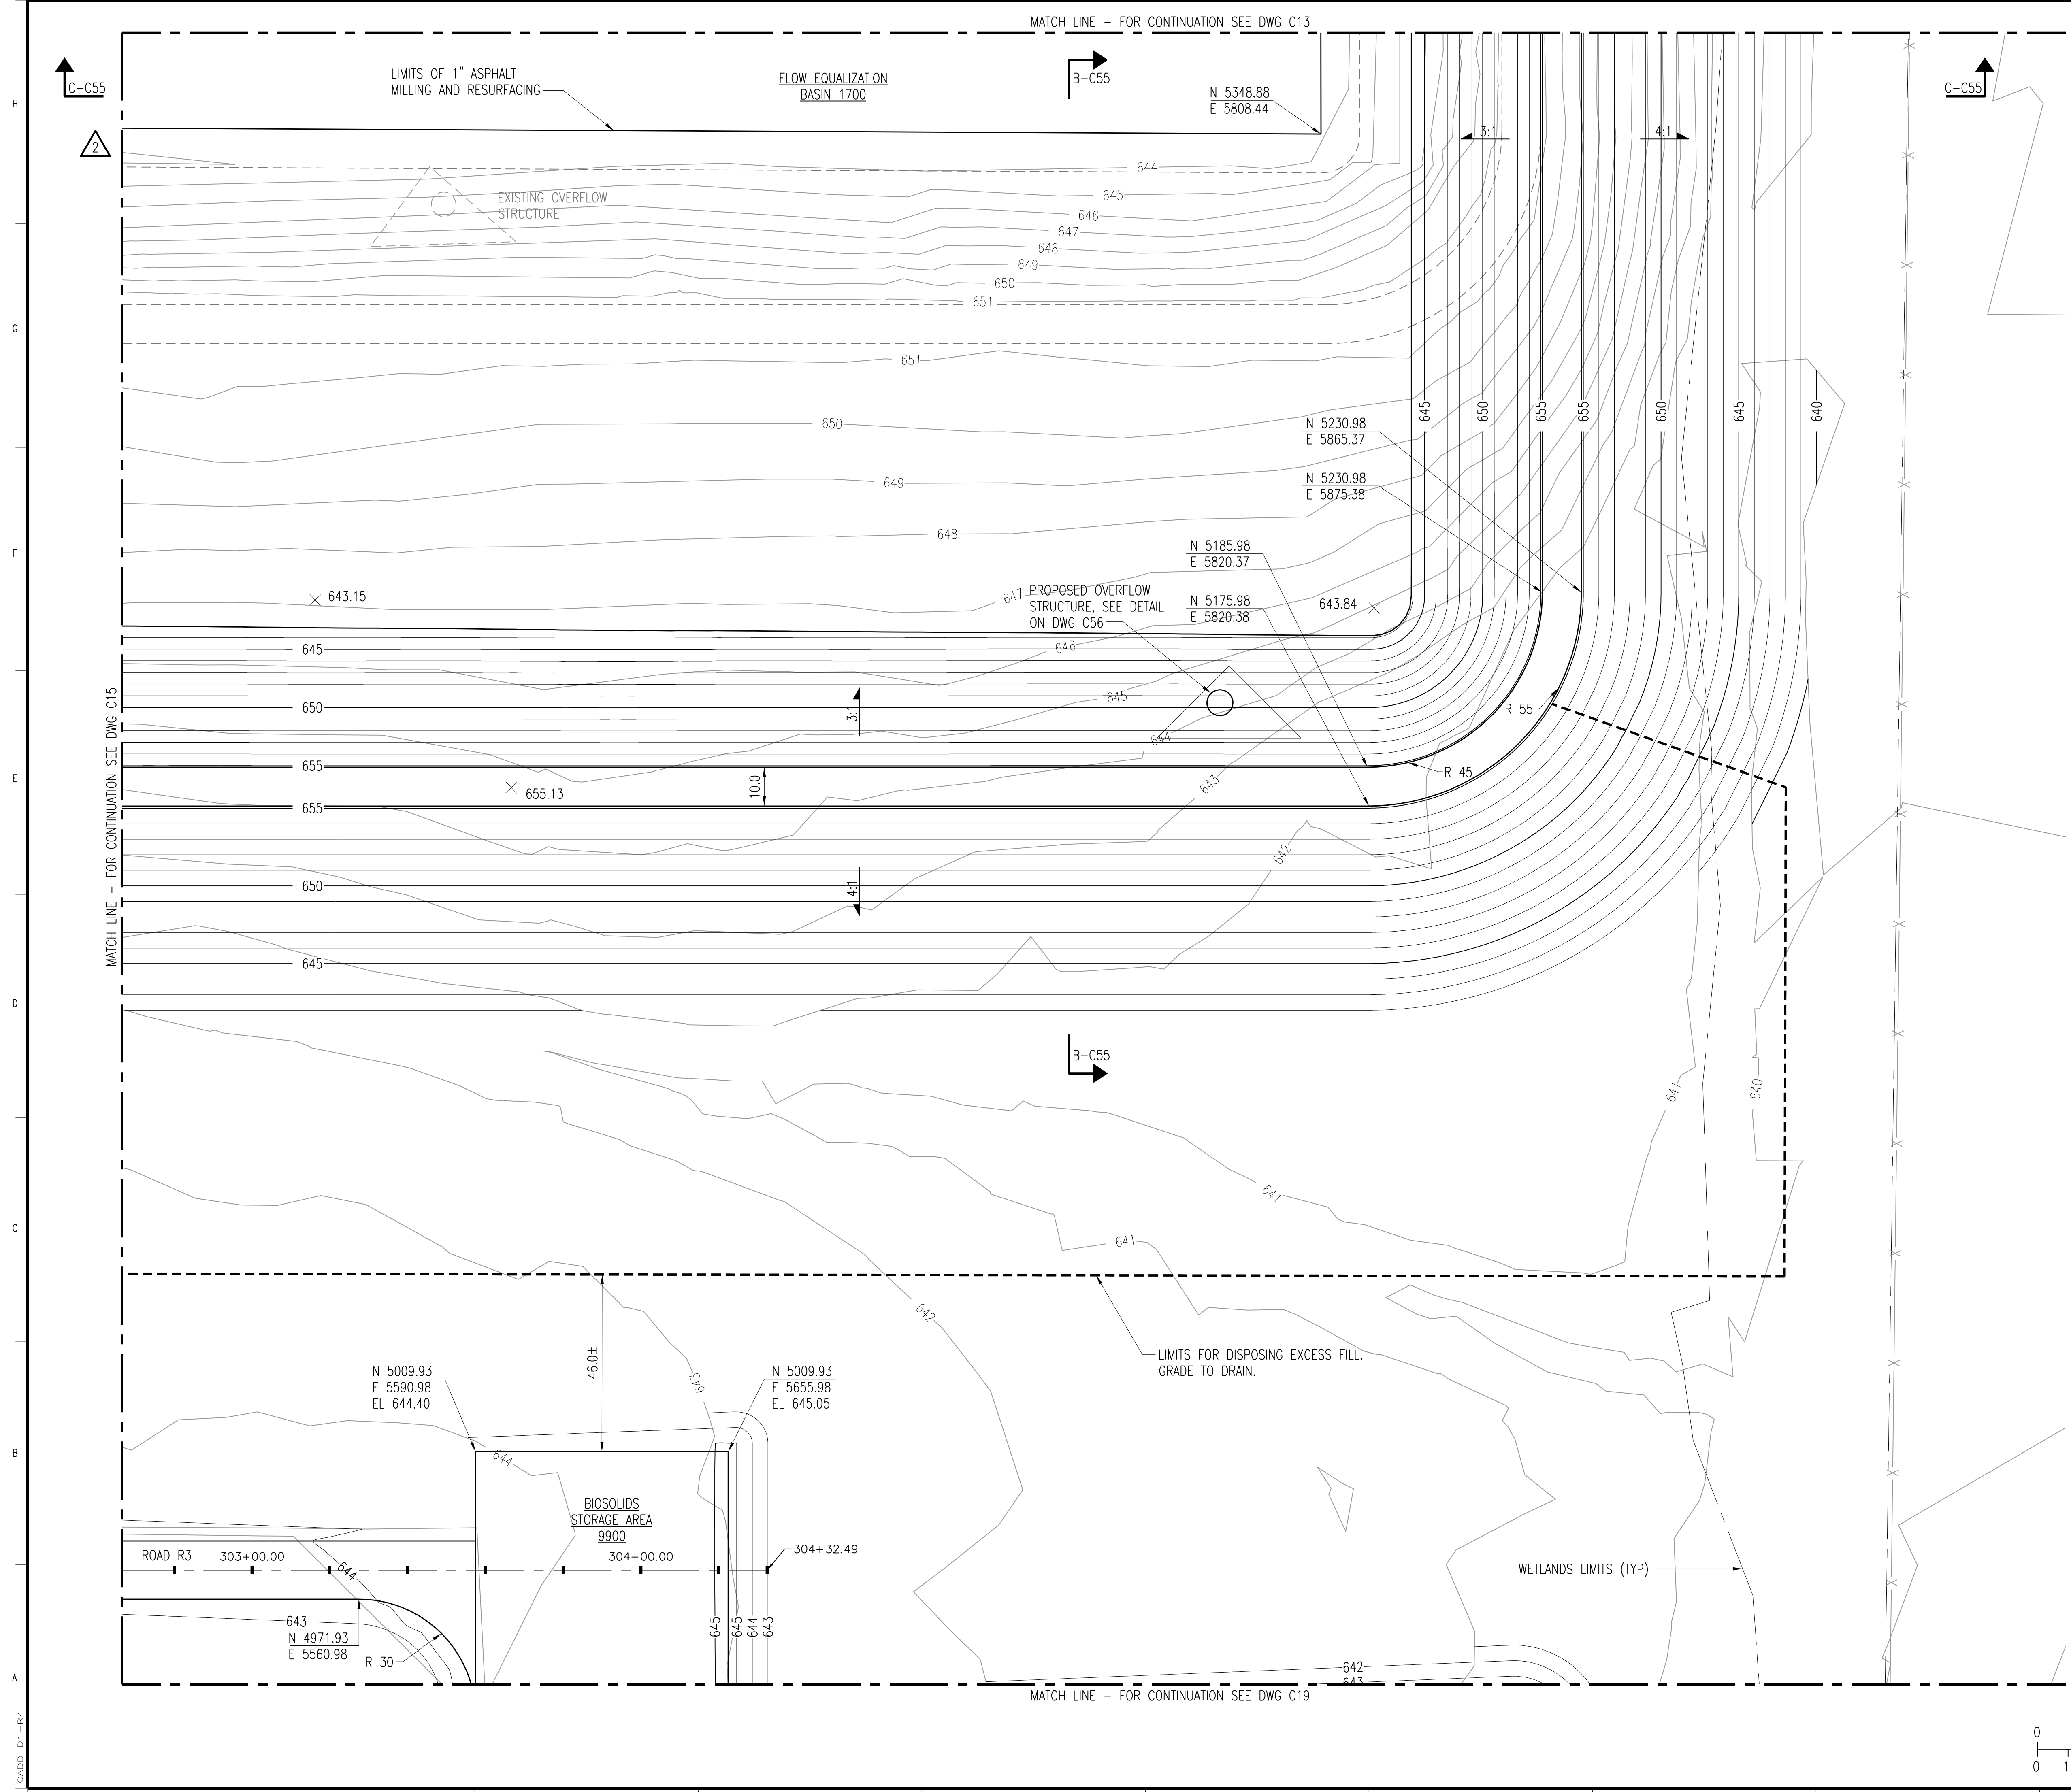 MATCH LINE - FOR CONTINUATION SEE DWG C13
C-C55
LIMITS OF 1" ASPHALT
MILLING AND RESURFACING
FLOW EQUALIZATION
BASIN 1700
B-C55
N 5348.88
E 5808.44
C-C55
H
2
3:1
4:1
644
EXISTING OVERFLOW
STRUCTURE
645
646
647
648
649
650
651
G
651
645
650
655
655
650
645
640
650
N 5230.98
E 5865.37
649
N 5230.98
E 5875.38
648
F
N 5185.98
E 5820.37
643.15
647
PROPOSED OVERFLOW
STRUCTURE, SEE DETAIL
ON DWG C56
N 5175.98
E 5820.38
643.84
645
646
MATCH LINE - FOR CONTINUATION SEE DWG C15
650
3:1
645
R 55
644
655
10.0
643
R 45
E
655.13
655
642
650
4:1
645
D
B-C55
641
640
641
C
641
642
LIMITS FOR DISPOSING EXCESS FILL.
GRADE TO DRAIN.
46.0±
N 5009.93
E 5590.98
EL 644.40
643
N 5009.93
E 5655.98
EL 645.05
B
644
BIOSOLIDS
STORAGE AREA
9900
ROAD R3
303+00.00
304+00.00
304+32.49
644
WETLANDS LIMITS (TYP)
643
N 4971.93
E 5560.98
R 30
645
645
644
643
642
643
A
MATCH LINE - FOR CONTINUATION SEE DWG C19
CADD D1-R4
0
0
1